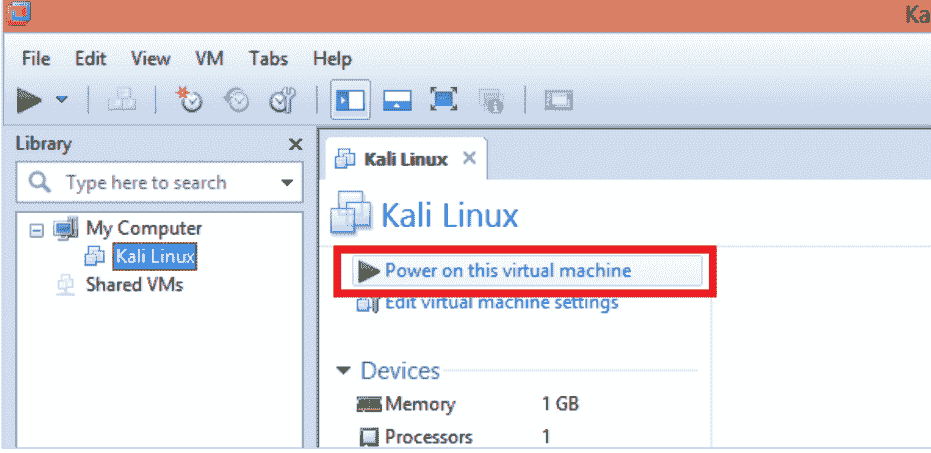 Ka
File Edit View VM Tabs Help
Library
Type here to search
My Computer
Kali Linux
Shared VMs
Kali Linux
Kali Linux
Power on this virtual machine
Edit virtual machine settings
Devices
Memory 1 GB
Processors 1